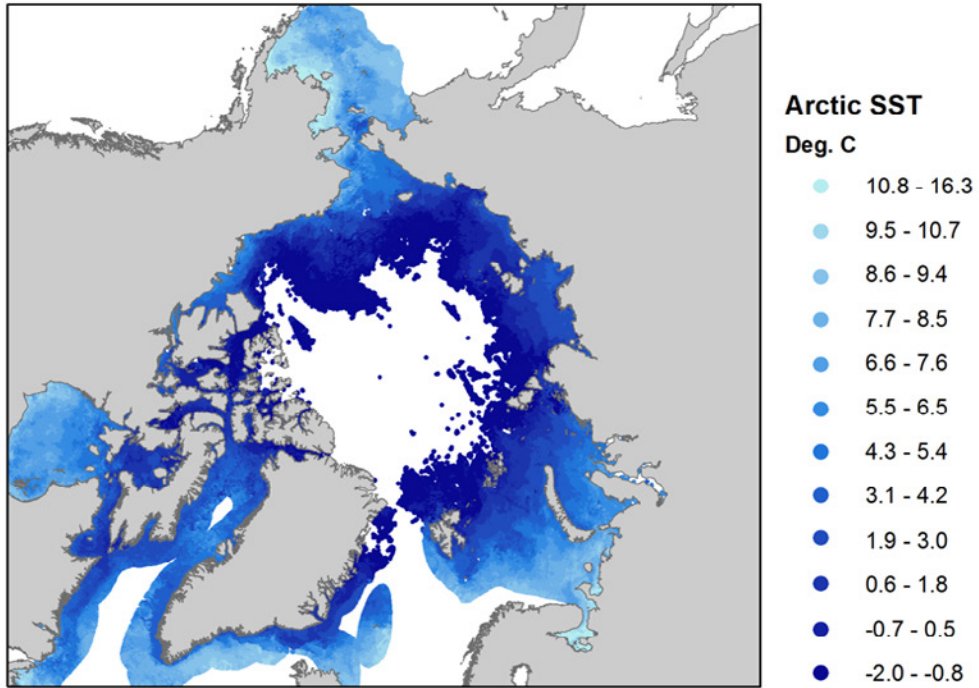 Arctic SST
Deg. C
10.8 - 16.3
9.5 - 10.7
8.6 - 9.4
7.7 - 8.5
6.6 - 7.6
5.5 - 6.5
4.3 - 5.4
3.1 - 4.2
1.9 - 3.0
0.6 - 1.8
-0.7 - 0.5
-2.0 - -0.8